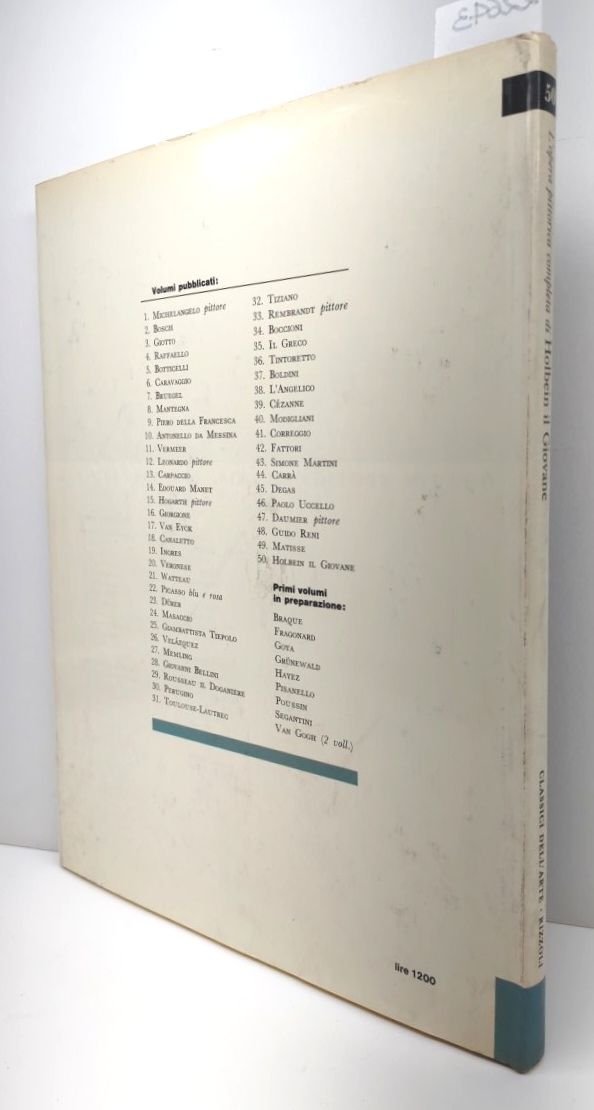 Volumi pubblicati:
1. MICHELANGELO pittore
2. BOSCH
3. GIOTTO
4. RAFFAELLO
5. BOTTICELLI
6. CARAVAGGIO
7. BRUEGEL
8. MANTEGNA
9. PIERO DELLA FRANCESCA
10. ANTONELLO DA MESSINA
11. VERMEER
12. LEONARDO pittore
13. CARPACCIO
14. EDOUARD MANET
15. HOGARTH pittore
16. GIORGIONE
17. VAN EYCK
18. CANALETTO
19. INGRES
20. VERONESE
21. WATTEAU
22. PICASSO blu e rosa
23. DÜRER
24. MASACCIO
25. GIAMBATTISTA TIEPOLO
26. VELÁZQUEZ
27. MEMLING
28. GIOVANNI BELLINI
29. ROUSSEAU IL DOGANIERE
30. PERUGINO
31. TOULOUSE-LAUTREC
32. TIZIANO
33. REMBRANDT pittore
34. BOCCIONI
35. IL GRECO
36. TINTORETTO
37. BOLDINI
38. L'ANGELICO
39. CÉZANNE
40. MODIGLIANI
41. CORREGGIO
42. FATTORI
43. SIMONE MARTINI
44. CARRÀ
45. DEGAS
46. PAOLO UCCELLO
47. DAUMIER pittore
48. GUIDO RENI
49. MATISSE
50. HOLBEIN IL GIOVANE
Primi volumi
in preparazione:
BRAQUE
FRAGONARD
GOYA
GRÜNEWALD
HAYEZ
PISANELLO
POUSSIN
SEGANTINI
VAN GOGH (2 voll.)
lire 1200
50
L'opera pittorica completa di Holbein il Giovane
CLASSICI DELL'ARTE · RIZZOLI